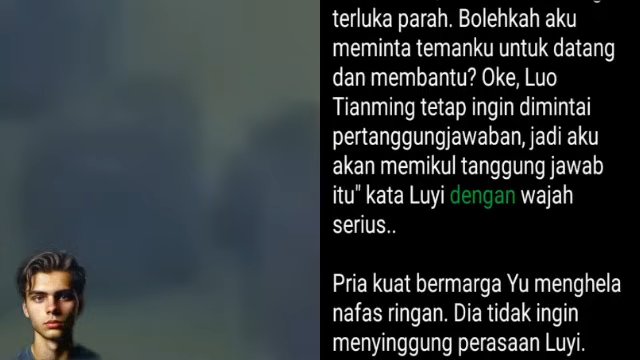 terluka parah. Bolehkah aku
meminta temanku untuk datang
dan membantu? Oke, Luo
Tianming tetap ingin dimintai
pertanggungjawaban, jadi aku
akan memikul tanggung jawab
itu" kata Luyi dengan wajah
serius..
Pria kuat bermarga Yu menghela
nafas ringan. Dia tidak ingin
menyinggung perasaan Luyi.